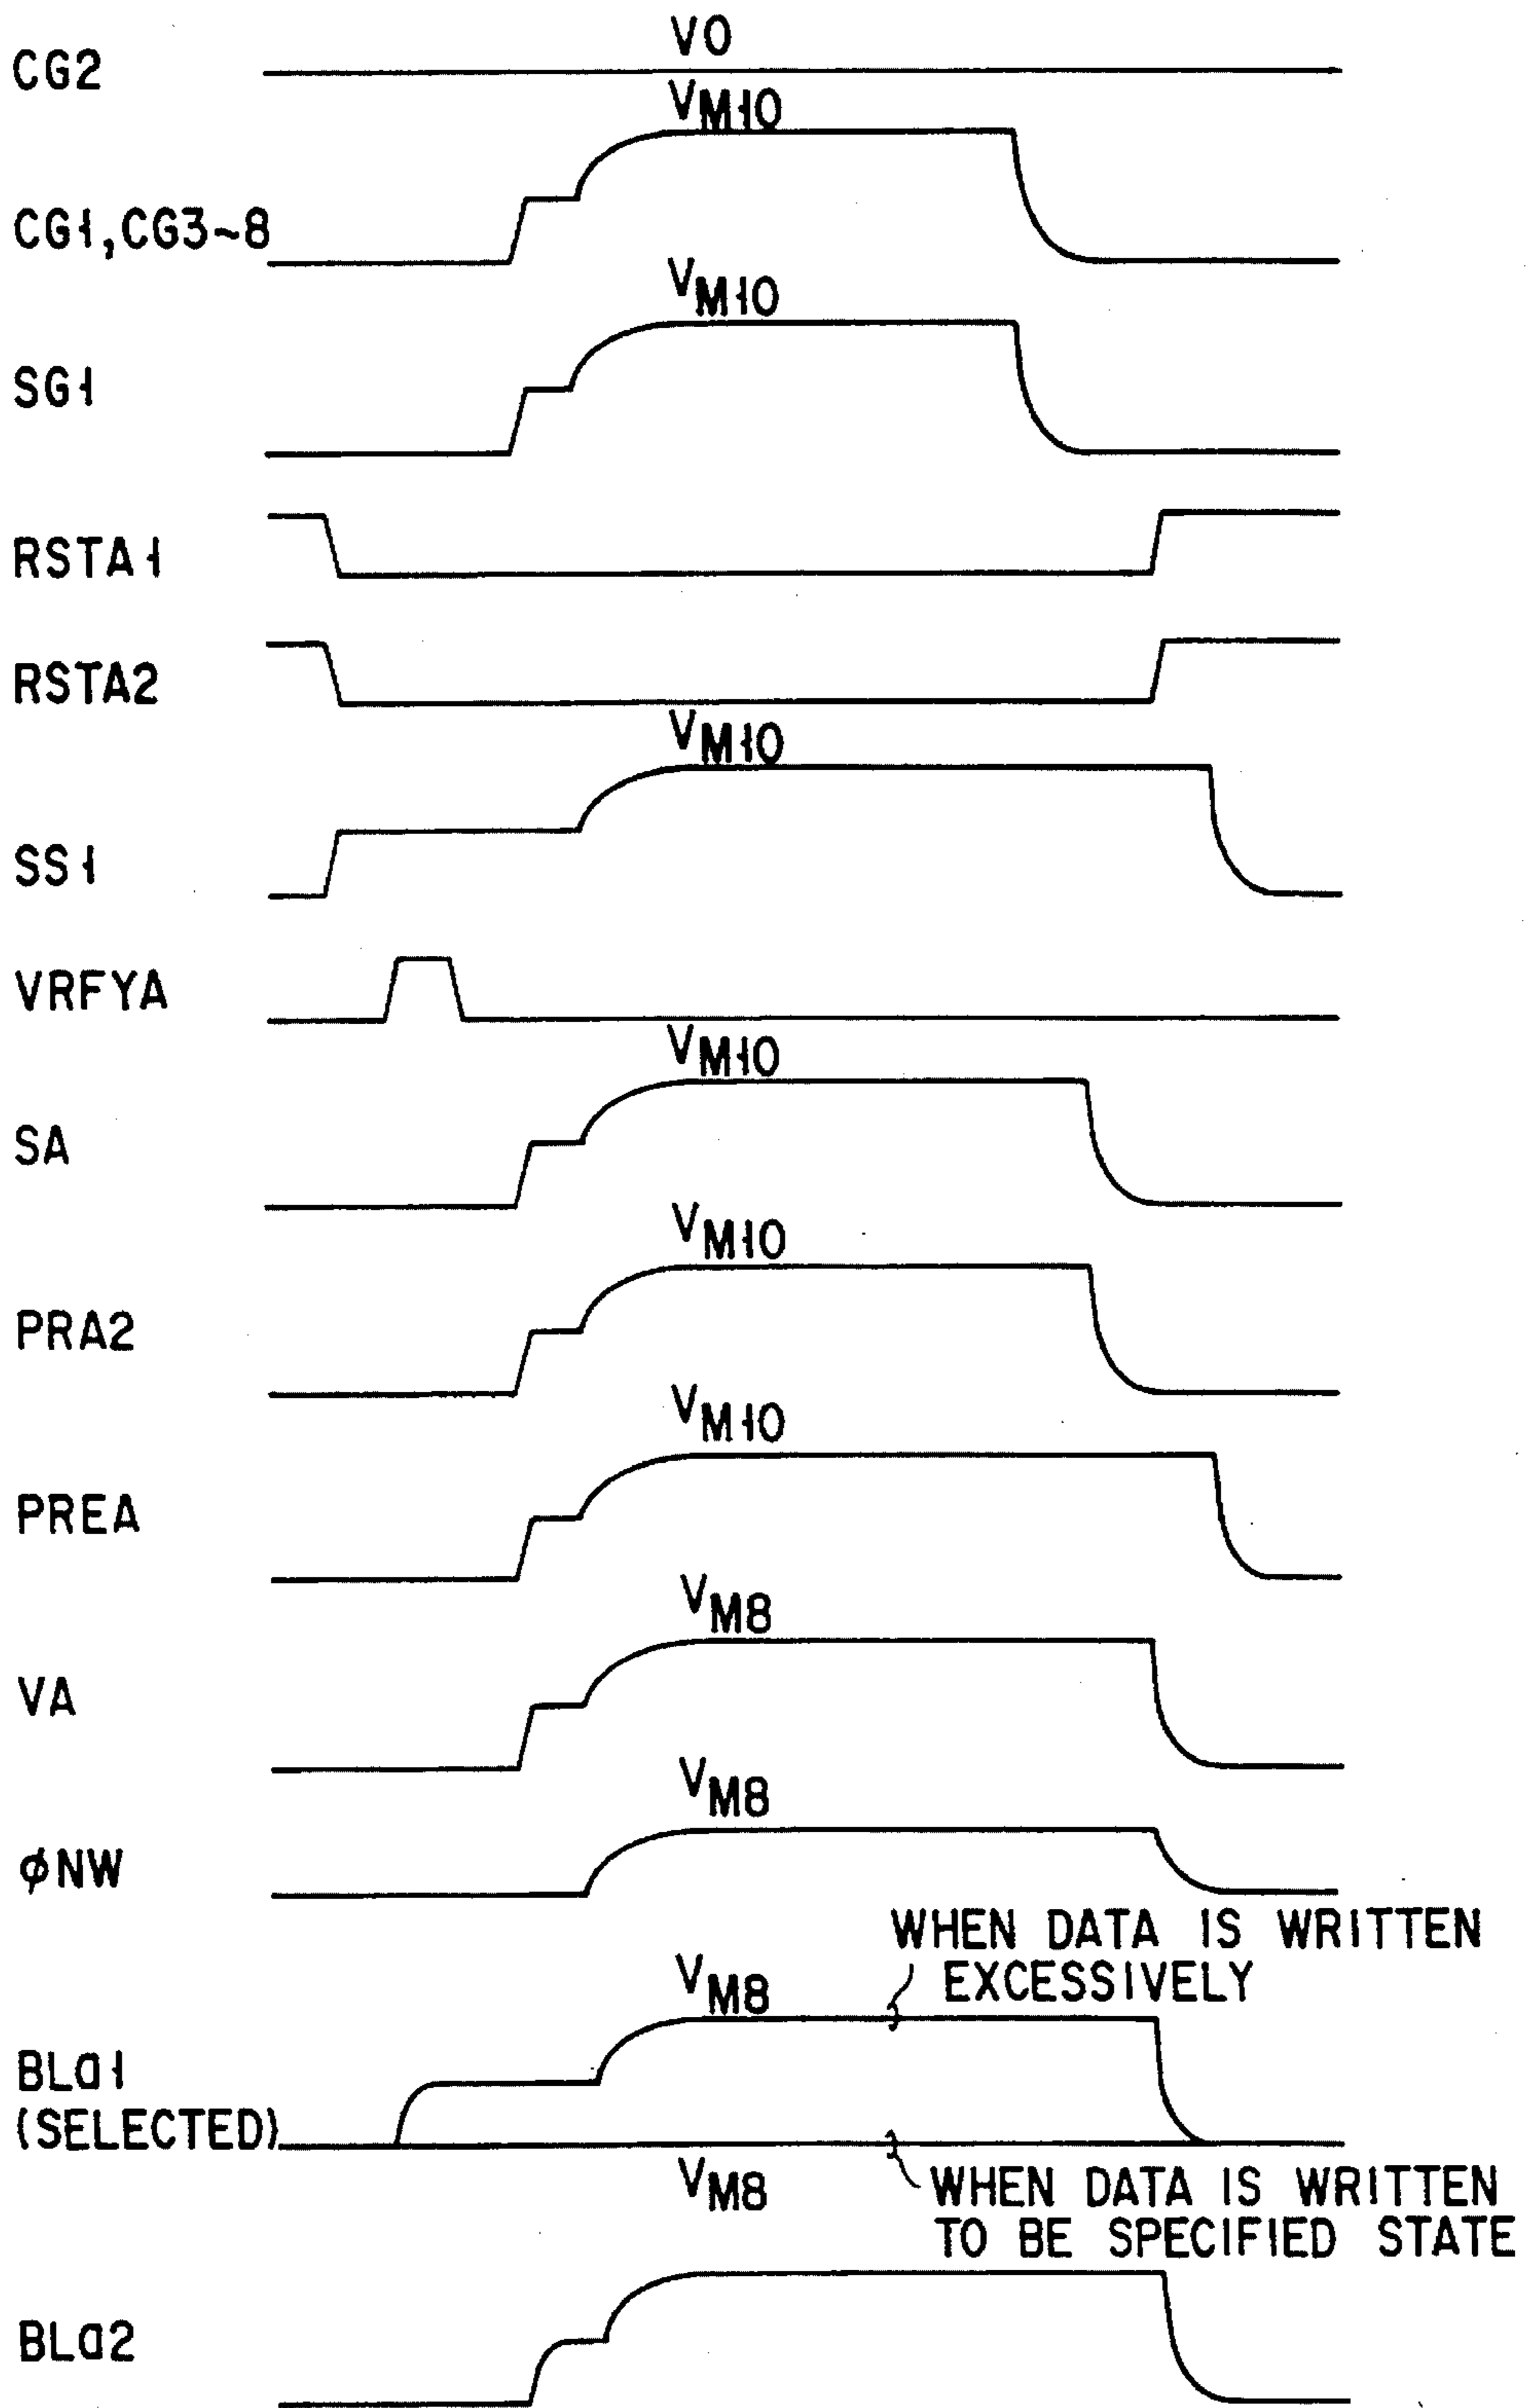 CG2
V0
VM10
CG1,CG3~8
VM10
SG1
RSTA1
RSTA2
VM10
SS1
VRFYA
VM10
SA
VM10
PRA2
VM10
PREA
VM8
VA
VM8
φNW
WHEN DATA IS WRITTEN
EXCESSIVELY
VM8
BLa1
(SELECTED)
VM8
WHEN DATA IS WRITTEN
TO BE SPECIFIED STATE
BLa2